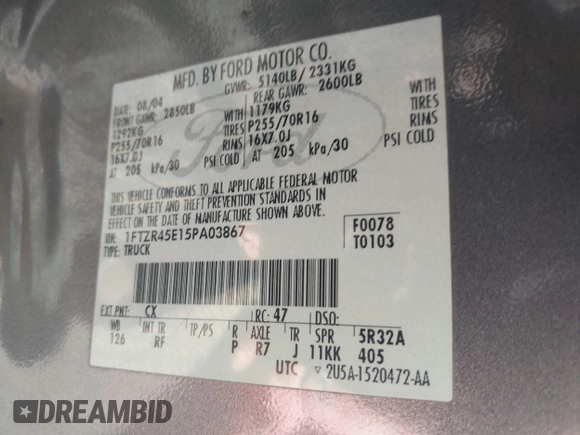 MFD. BY FORD MOTOR CO.
DATE: 08/04 GVWR: 5140LB/ 2331KG
FRONT GAWR: 2850LB REAR GAWR: 2600LB
1292KG 1179KG WITH
P255/70R16 P255/70R16 TIRES
16X7.0J 16X7.0J RIMS
AT 205 kPa/30 AT 205 kPa/30 PSI COLD
WITH
TIRES
RIMS
PSI COLD
THIS VEHICLE CONFORMS TO ALL APPLICABLE FEDERAL MOTOR
VEHICLE SAFETY AND THEFT PREVENTION STANDARDS IN
EFFECT ON THE DATE OF MANUFACTURE SHOWN ABOVE.
VIN: 1FTZR45E15PA03867 F0078
TYPE: TRUCK T0103
EXT PNT: CX RC: 47 DSO:
WB INT TR TP/PS R AXLE TR SPR 5R32A
126 RF P R7 J 11KK 405
UTC ▽ 2U5A-1520472-AA
Ford
DREAMBID